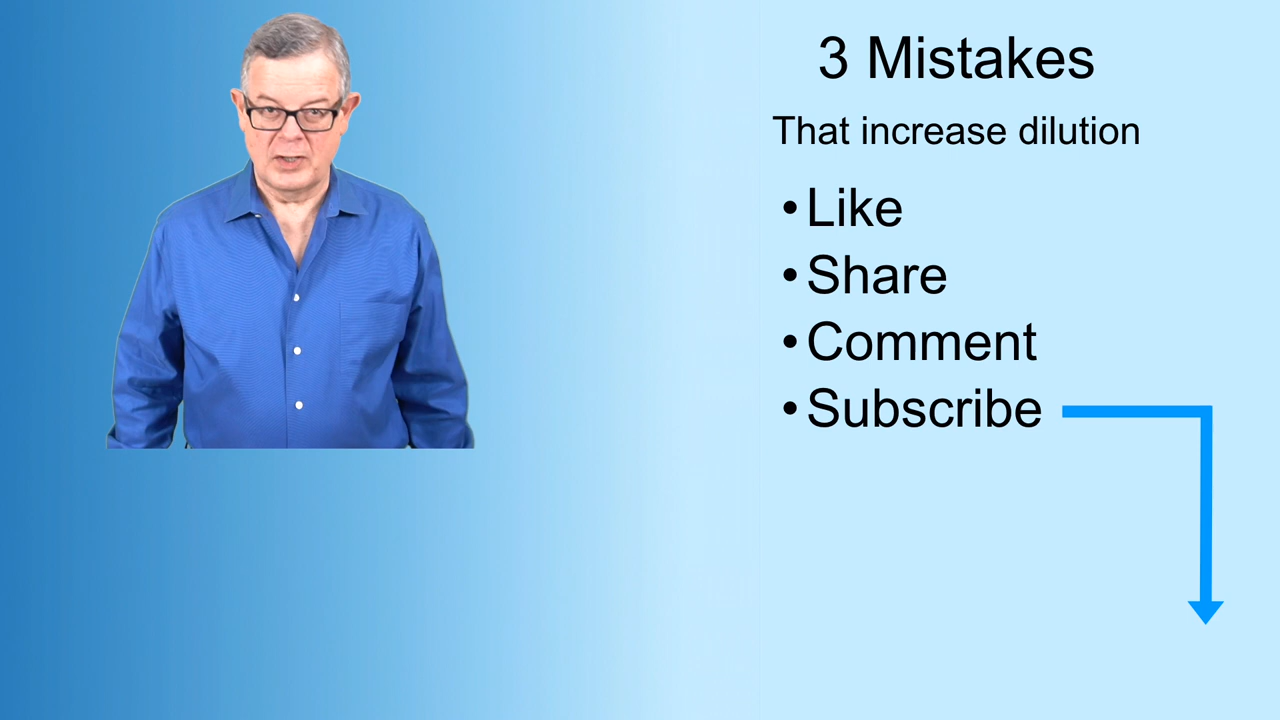 3 Mistakes
That increase dilution
•Like
•Share
•Comment
•Subscribe